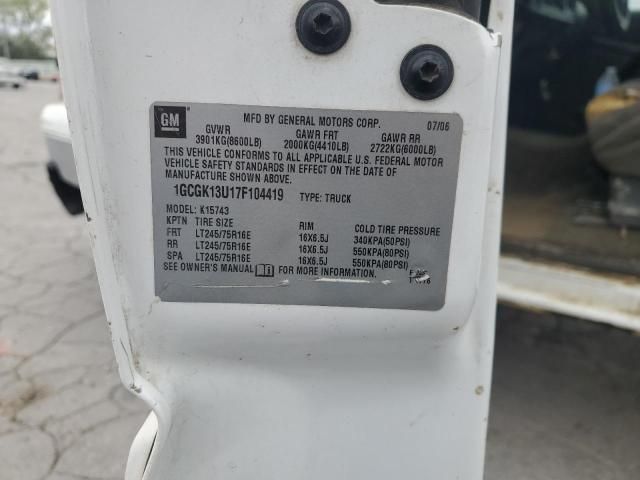 GM
MFD BY GENERAL MOTORS CORP. 07/06
GVWR GAWR FRT GAWR RR
3901KG(8600LB) 2000KG(4410LB) 2722KG(6000LB)
THIS VEHICLE CONFORMS TO ALL APPLICABLE U.S. FEDERAL MOTOR
VEHICLE SAFETY STANDARDS IN EFFECT ON THE DATE OF
MANUFACTURE SHOWN ABOVE.
1GCGK13U17F104419 TYPE: TRUCK
MODEL: K15743
KPTN TIRE SIZE RIM COLD TIRE PRESSURE
FRT LT245/75R16E 16X6.5J 340KPA(50PSI)
RR LT245/75R16E 16X6.5J 550KPA(80PSI)
SPA LT245/75R16E 16X6.5J 550KPA(80PSI)
SEE OWNER'S MANUAL FOR MORE INFORMATION.